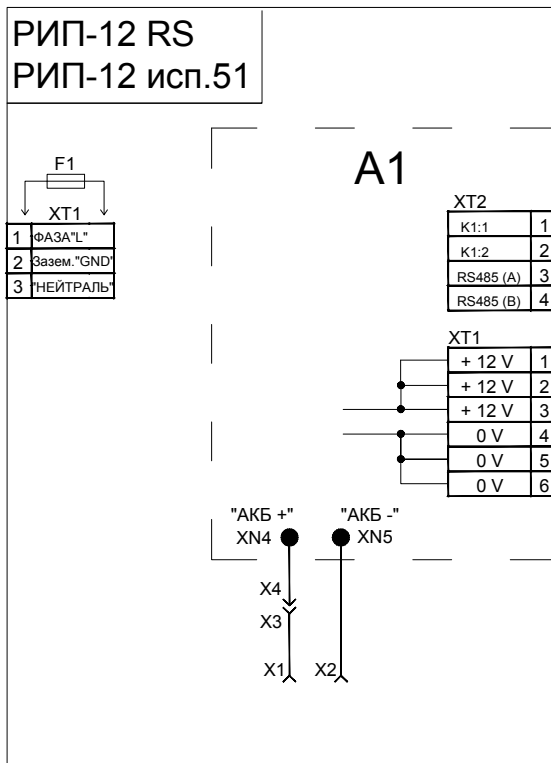 РИП-12 RS
РИП-12 исп.51
F1
XT1
1 ФАЗА"L"
2 Зазем."GND"
3 "НЕЙТРАЛЬ"
A1
XT2
K1:1 1
K1:2 2
RS485 (A) 3
RS485 (B) 4
XT1
+ 12 V 1
+ 12 V 2
+ 12 V 3
0 V 4
0 V 5
0 V 6
"АКБ +" "АКБ -"
XN4 XN5
X4
X3
X1 X2